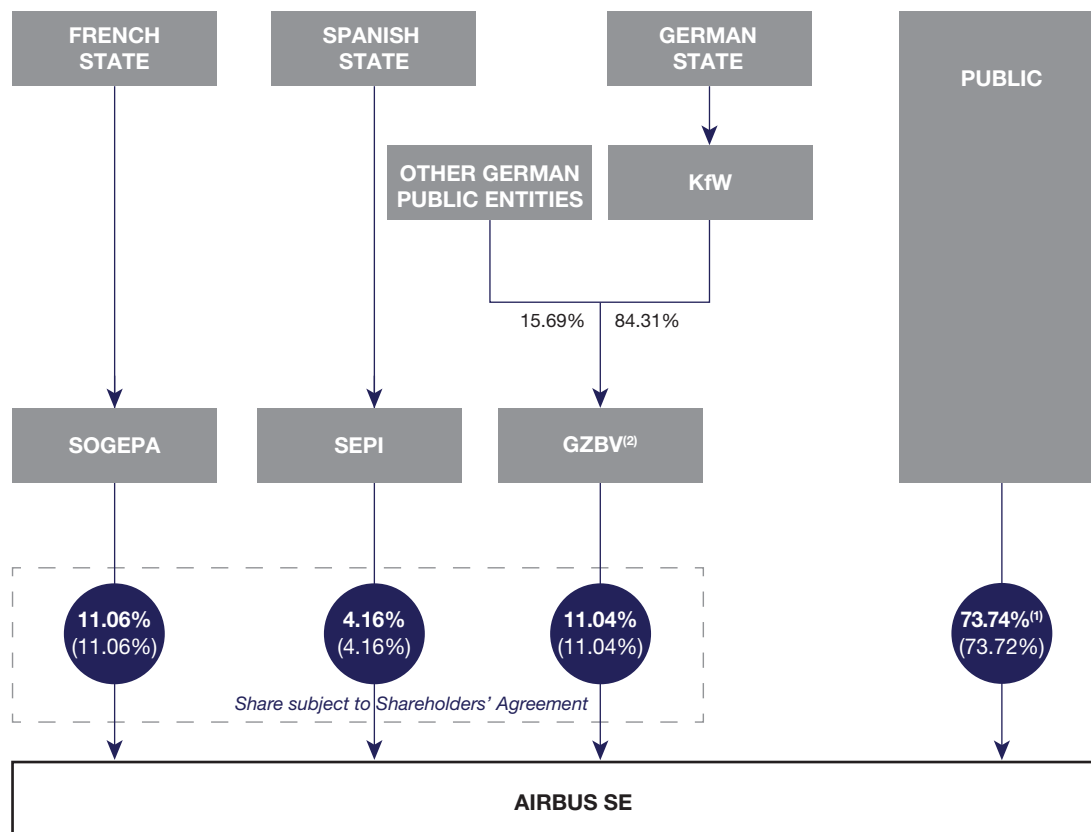 FRENCH
STATE
SPANISH
STATE
GERMAN
STATE
PUBLIC
OTHER GERMAN
PUBLIC ENTITIES
KfW
15.69%
84.31%
SOGEPA
SEPI
GZBV(2)
11.06%
(11.06%)
4.16%
(4.16%)
11.04%
(11.04%)
73.74%(1)
(73.72%)
Share subject to Shareholders’ Agreement
AIRBUS SE